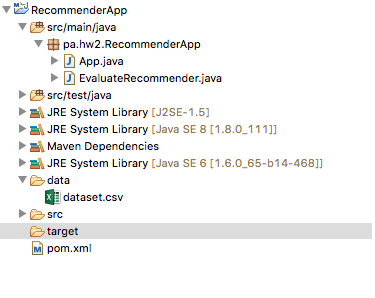 RecommenderApp
src/main/java
pa.hw2.RecommenderApp
App.java
EvaluateRecommender.java
src/test/java
JRE System Library [J2SE-1.5]
JRE System Library [Java SE 8 [1.8.0_111]]
Maven Dependencies
JRE System Library [Java SE 6 [1.6.0_65-b14-468]]
data
dataset.csv
src
target
pom.xml